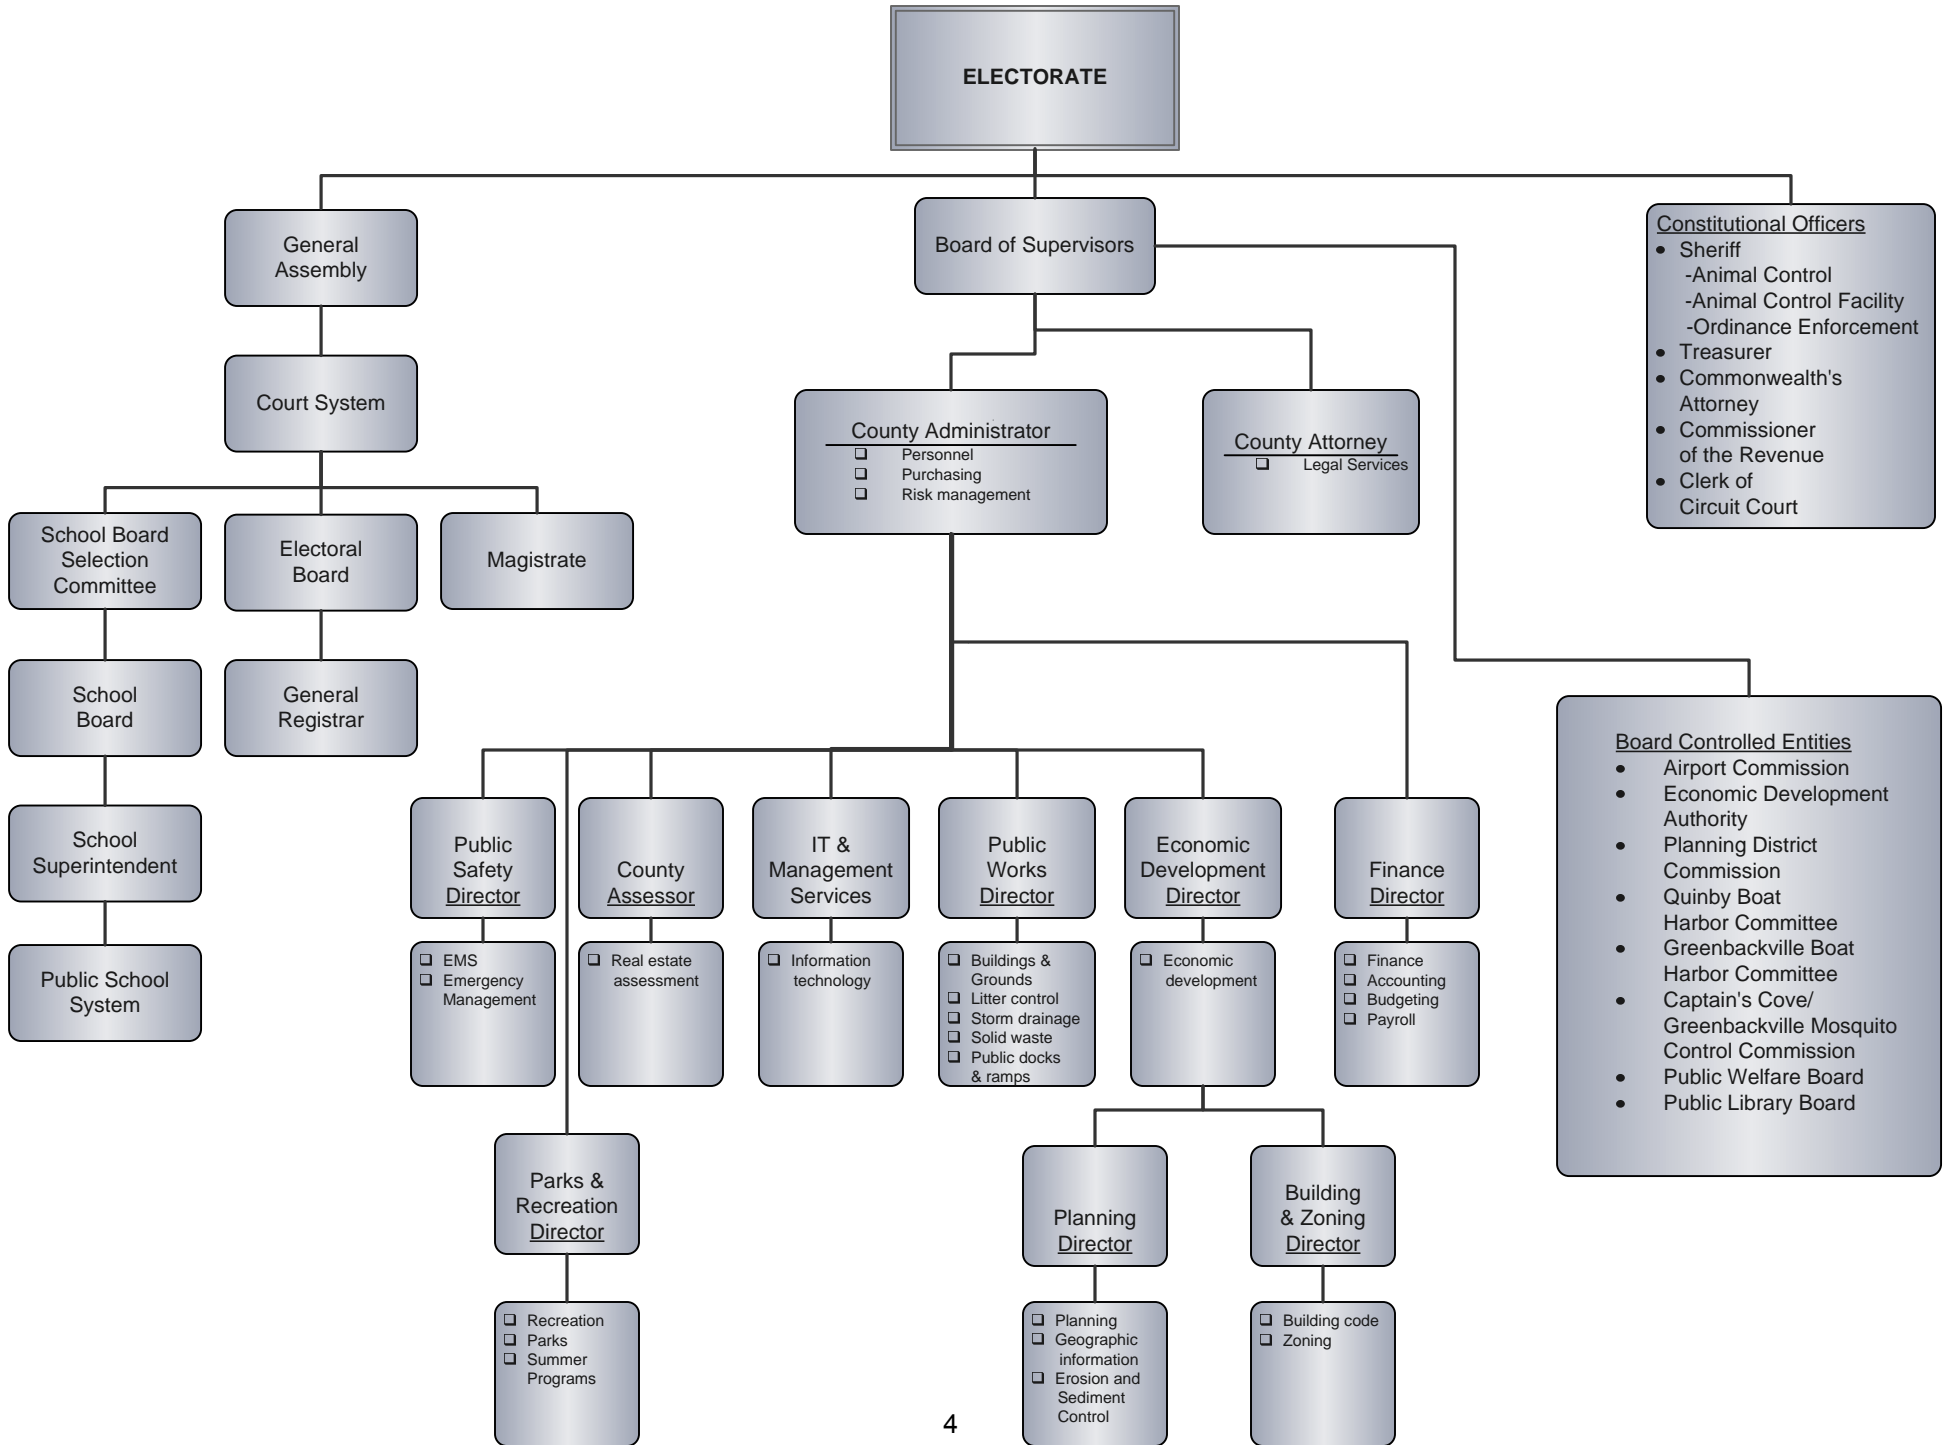 ELECTORATE
General
Assembly
Board of Supervisors
Constitutional Officers
• Sheriff
-Animal Control
-Animal Control Facility
-Ordinance Enforcement
• Treasurer
• Commonwealth's
Attorney
• Commissioner
of the Revenue
• Clerk of
Circuit Court
Court System
County Administrator
❑ Personnel
❑ Purchasing
❑ Risk management
County Attorney
❑ Legal Services
School Board
Selection
Committee
Electoral
Board
Magistrate
School
Board
General
Registrar
School
Superintendent
Public School
System
Board Controlled Entities
• Airport Commission
• Economic Development
Authority
• Planning District
Commission
• Quinby Boat
Harbor Committee
• Greenbackville Boat
Harbor Committee
• Captain's Cove/
Greenbackville Mosquito
Control Commission
• Public Welfare Board
• Public Library Board
Public
Safety
Director
❑ EMS
❑ Emergency
Management
County
Assessor
❑ Real estate
assessment
IT &
Management
Services
❑ Information
technology
Public
Works
Director
❑ Buildings &
Grounds
❑ Litter control
❑ Storm drainage
❑ Solid waste
❑ Public docks
& ramps
Economic
Development
Director
❑ Economic
development
Finance
Director
❑ Finance
❑ Accounting
❑ Budgeting
❑ Payroll
Parks &
Recreation
Director
❑ Recreation
❑ Parks
❑ Summer
Programs
Planning
Director
❑ Planning
❑ Geographic
information
❑ Erosion and
Sediment
Control
Building
& Zoning
Director
❑ Building code
❑ Zoning
4